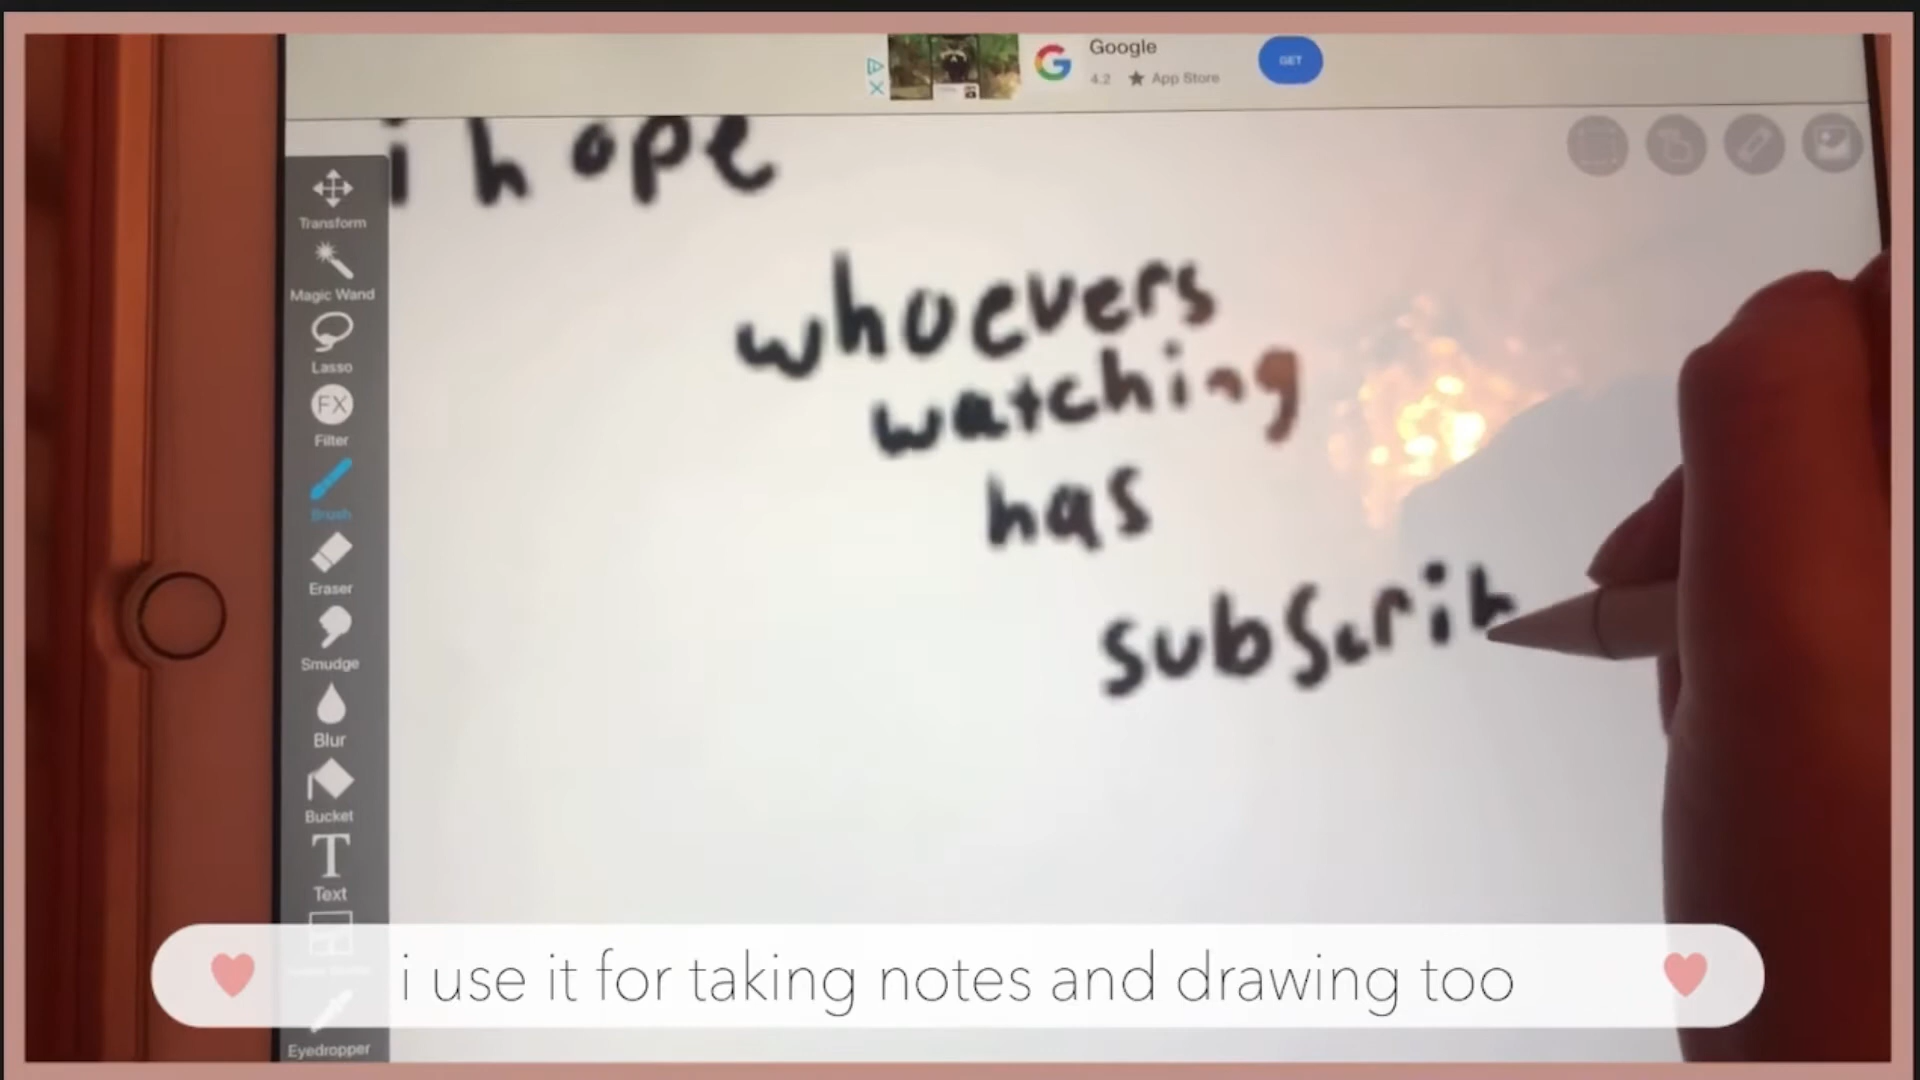 Google
4.2 ★ App Store
GET
i hope
Transform
Magic Wand
whoevers
Lasso
watching
FX
Filter
has
Brush
Eraser
subscrib
Smudge
Blur
Bucket
T
Text
i use it for taking notes and drawing too
Eyedropper